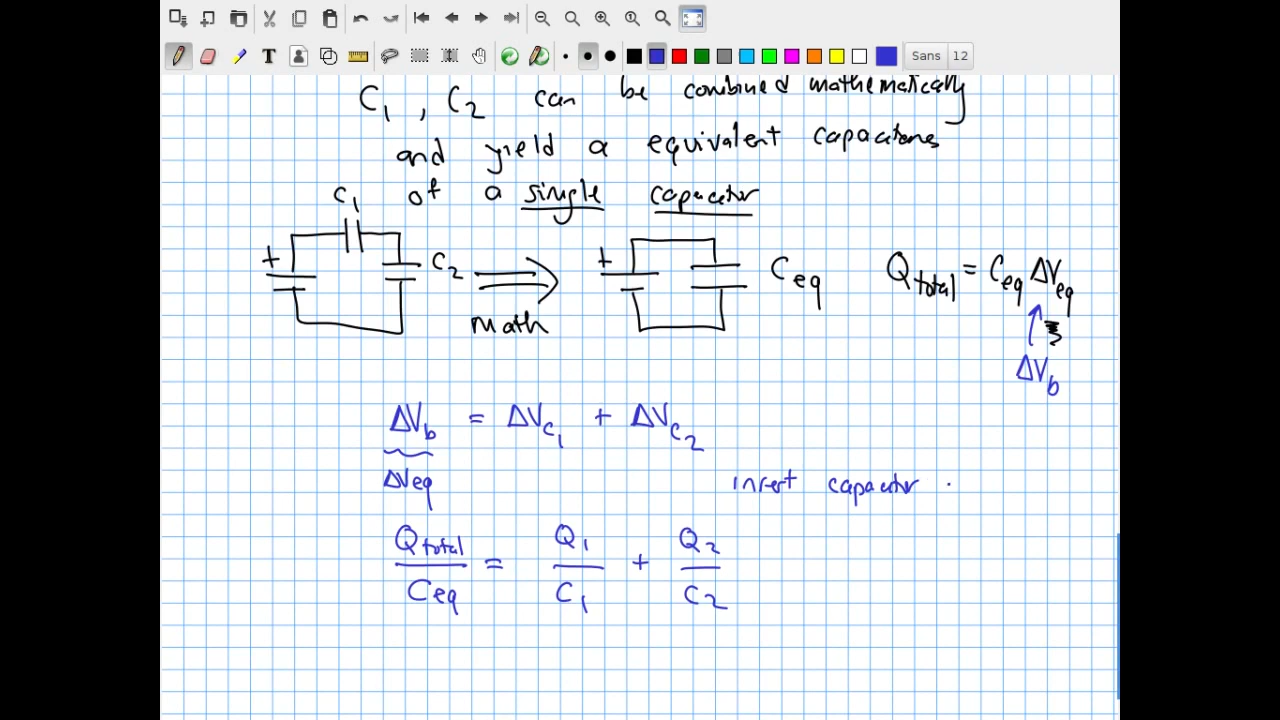 Sans 12
C1, C2 can be combined mathematically
and yield a equivalent capacitance
of a single capacitor
C1
+ C2
math
+ Ceq
Qtotal = Ceq ΔVeq
ΔVb
ΔVb = ΔVC1 + ΔVC2
ΔVeq
insert capacitor .
Qtotal/Ceq = Q1/C1 + Q2/C2